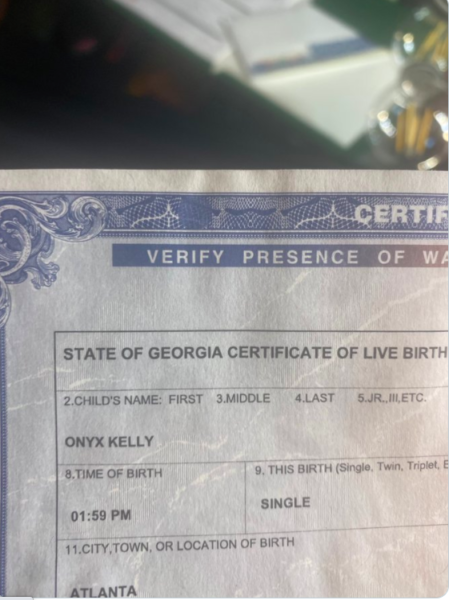 CERTIF
VERIFY PRESENCE OF WA
STATE OF GEORGIA CERTIFICATE OF LIVE BIRTH
2.CHILD'S NAME: FIRST 3.MIDDLE 4.LAST 5.JR.,III,ETC.
ONYX KELLY
8.TIME OF BIRTH 9. THIS BIRTH (Single, Twin, Triplet, E
01:59 PM SINGLE
11.CITY,TOWN, OR LOCATION OF BIRTH
ATLANTA